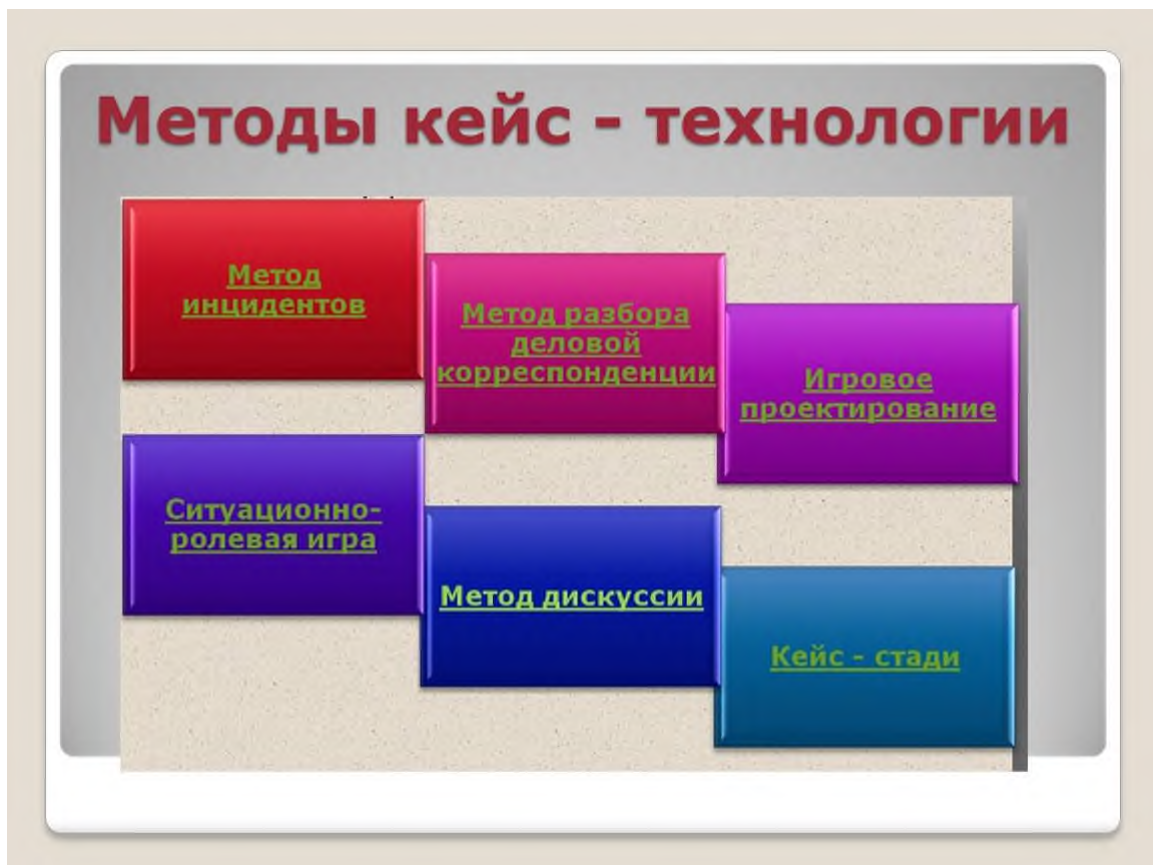 Методы кейс - технологии
Метод
инцидентов
Метод разбора
деловой
корреспонденции
Игровое
проектирование
Ситуационно-
ролевая игра
Метод дискуссии
Кейс - стади